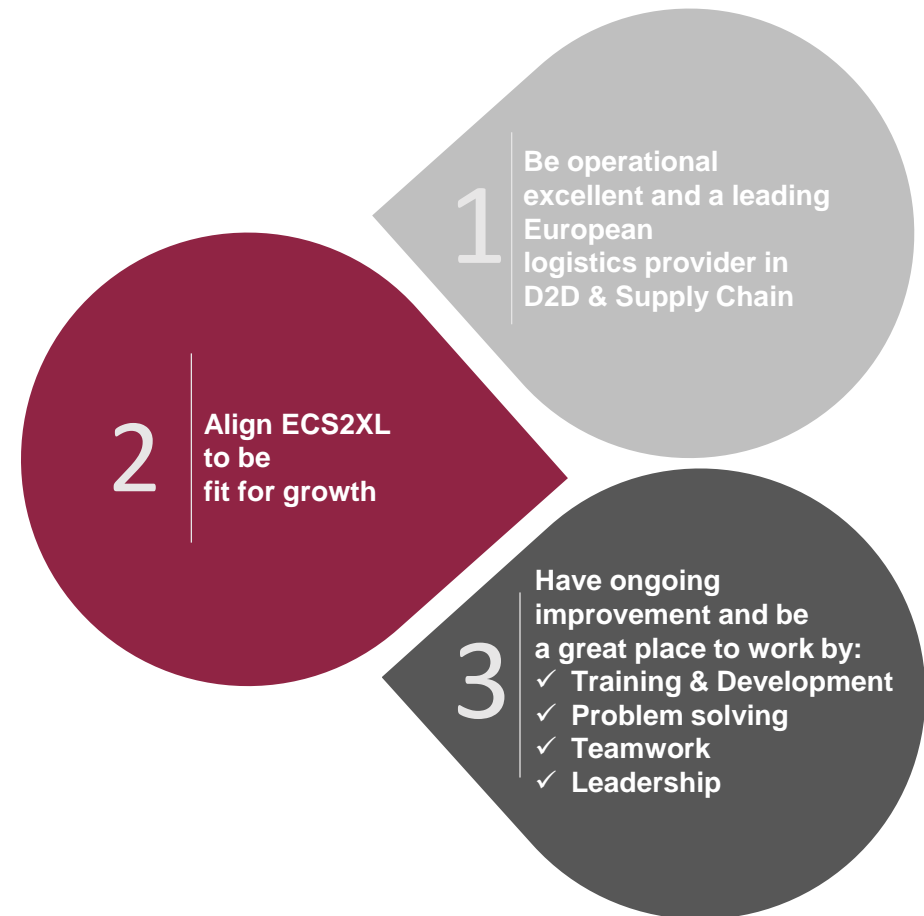 1
Be operational
excellent and a leading
European
logistics provider in
D2D & Supply Chain
2
Align ECS2XL
to be
fit for growth
3
Have ongoing
improvement and be
a great place to work by:
✓ Training & Development
✓ Problem solving
✓ Teamwork
✓ Leadership